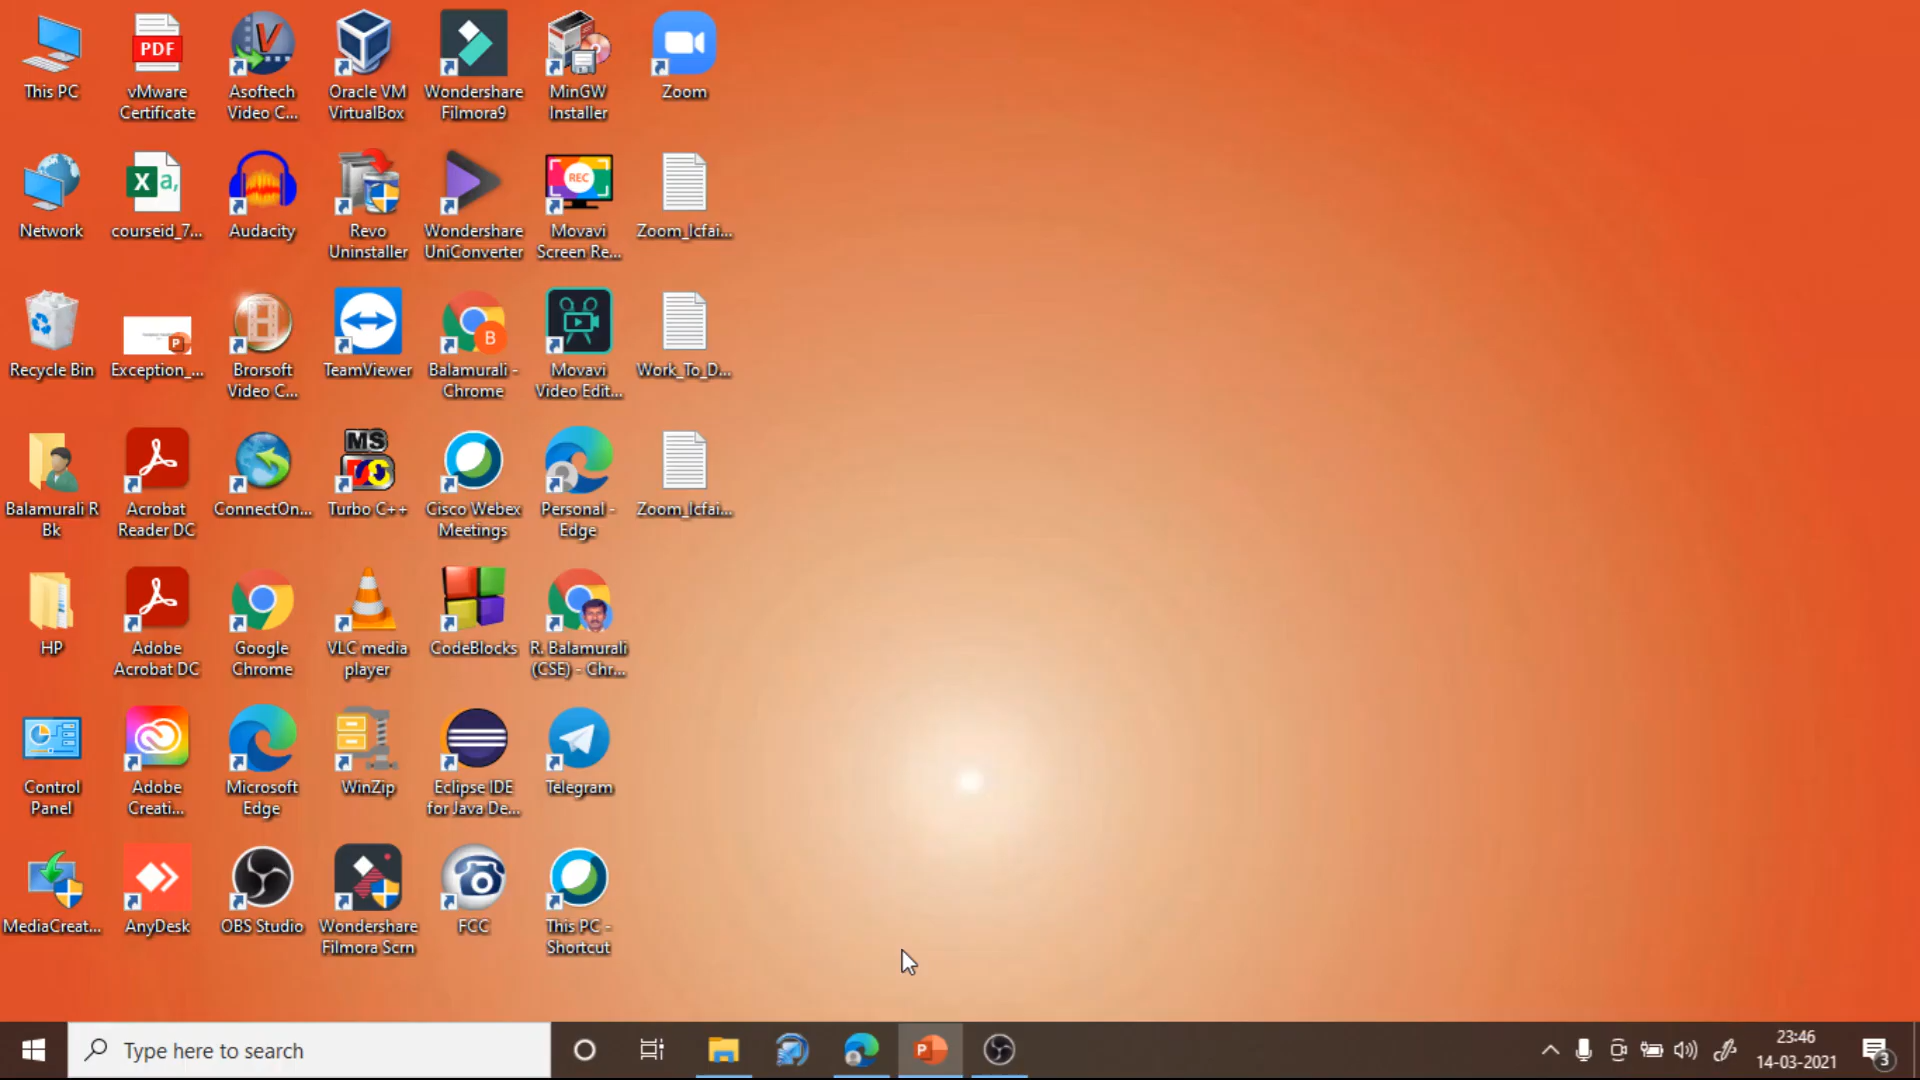 This PC
PDF
vMware
Certificate
Asoftech
Video C...
Oracle VM
VirtualBox
Wondershare
Filmora9
MinGW
Installer
Zoom
Network
X a,
courseid_7...
Audacity
Revo
Uninstaller
Wondershare
UniConverter
REC
Movavi
Screen Re...
Zoom_Icfai...
Recycle Bin
P
Exception_...
Brorsoft
Video C...
TeamViewer
B
Balamurali -
Chrome
Movavi
Video Edit...
Work_To_D...
Balamurali R
Bk
Acrobat
Reader DC
ConnectOn...
MS
Turbo C++
Cisco Webex
Meetings
Personal -
Edge
Zoom_Icfai...
HP
Adobe
Acrobat DC
Google
Chrome
VLC media
player
CodeBlocks
R. Balamurali
(CSE) - Chr...
Control
Panel
Adobe
Creati...
Microsoft
Edge
WinZip
Eclipse IDE
for Java De...
Telegram
MediaCreat...
AnyDesk
OBS Studio
Wondershare
Filmora Scrn
FCC
This PC -
Shortcut
Type here to search
P
23:46
14-03-2021
3